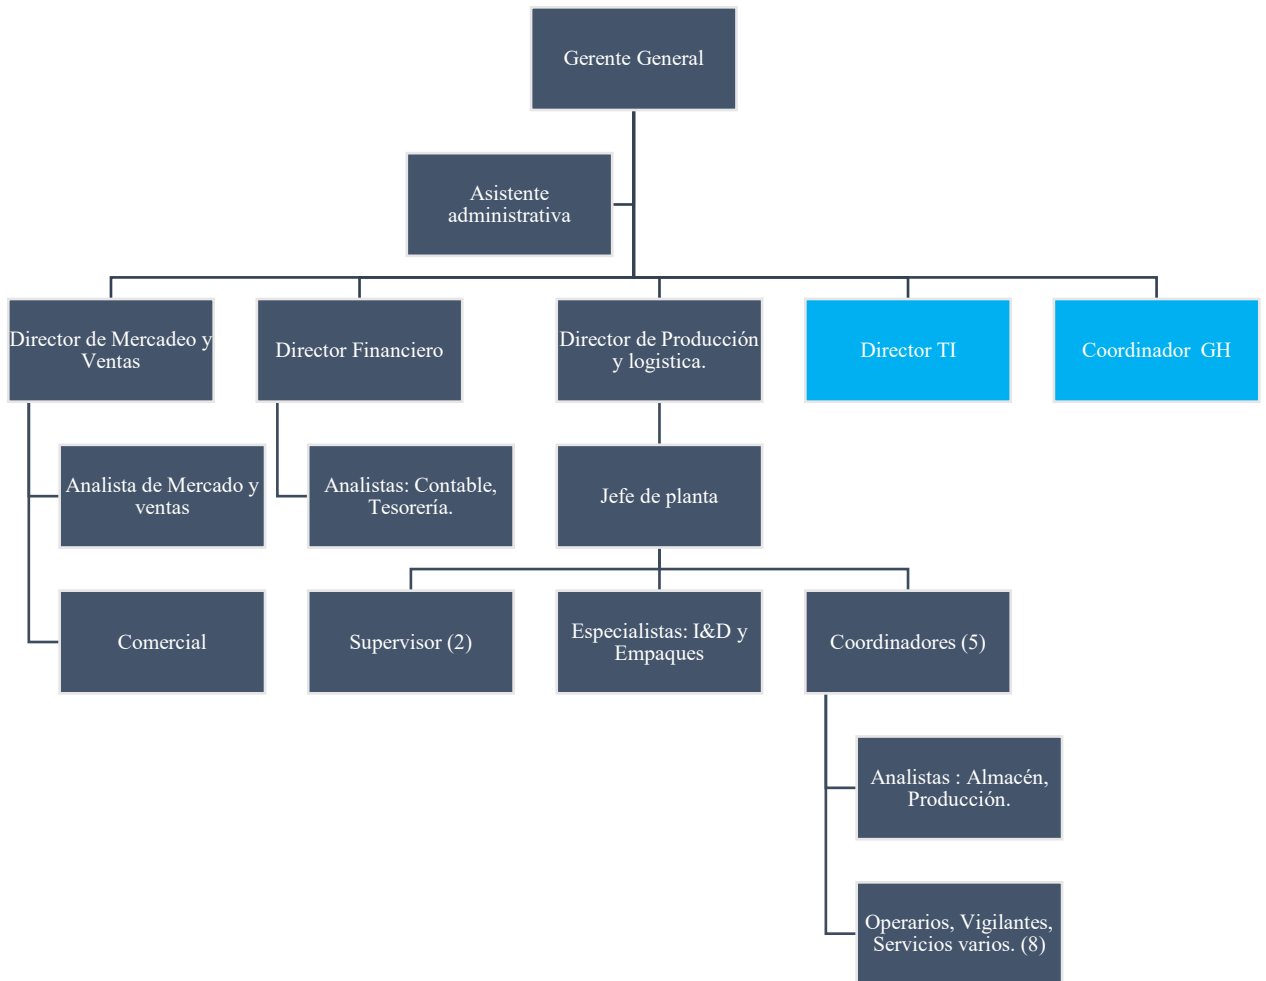 Gerente General
Asistente
administrativa
Director de Mercadeo y
Ventas
Director Financiero
Director de Producción
y logistica.
Director TI
Coordinador  GH
Analista de Mercado y
ventas
Analistas: Contable,
Tesorería.
Jefe de planta
Comercial
Supervisor (2)
Especialistas: I&D y
Empaques
Coordinadores (5)
Analistas : Almacén,
Producción.
Operarios, Vigilantes,
Servicios varios. (8)